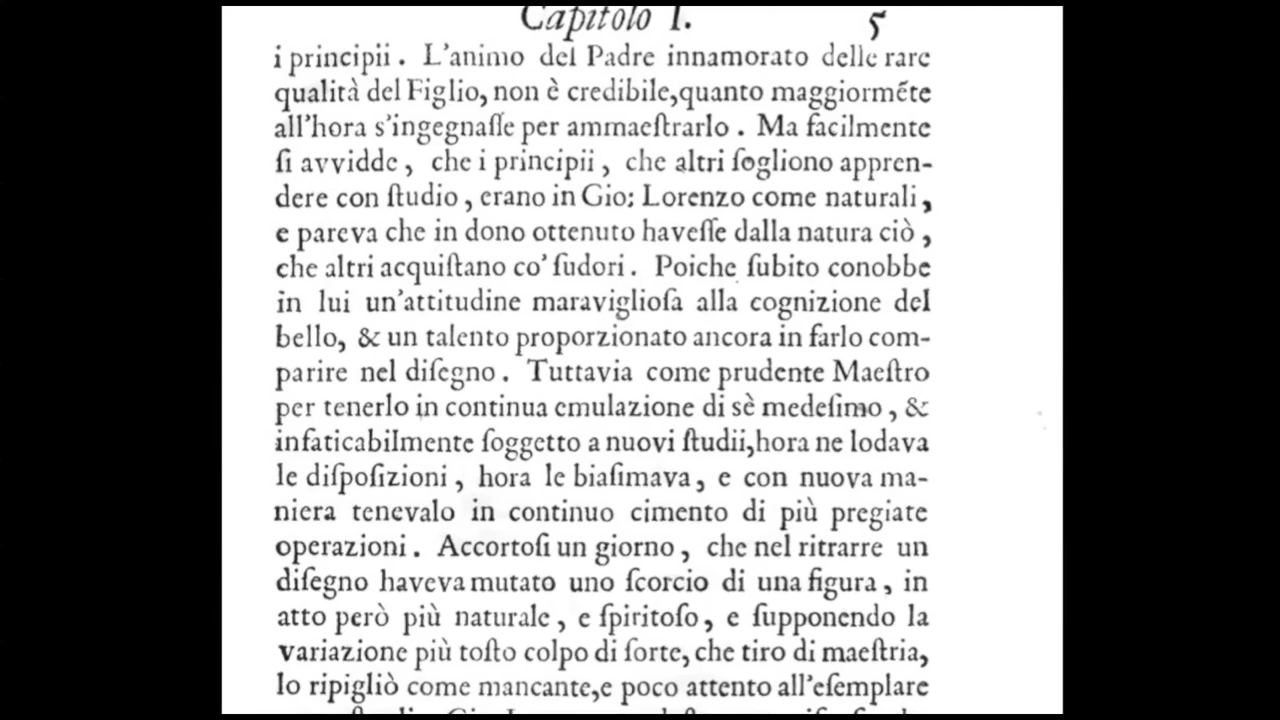 Capitolo I. 5
i principii. L'animo del Padre innamorato delle rare
qualità del Figlio, non è credibile,quanto maggiormẽte
all'hora s'ingegnaſſe per ammaeſtrarlo. Ma facilmente
ſi avvidde, che i principii, che altri ſogliono appren-
dere con ſtudio, erano in Gio: Lorenzo come naturali,
e pareva che in dono ottenuto haveſſe dalla natura ciò,
che altri acquiſtano co' ſudori. Poiche ſubito conobbe
in lui un'attitudine maraviglioſa alla cognizione del
bello, & un talento proporzionato ancora in farlo com-
parire nel diſegno. Tuttavia come prudente Maeſtro
per tenerlo in continua emulazione di sè medeſimo, &
infaticabilmente ſoggetto a nuovi ſtudii,hora ne lodava
le diſpoſizioni, hora le biaſimava, e con nuova ma-
niera tenevalo in continuo cimento di più pregiate
operazioni. Accortoſi un giorno, che nel ritrarre un
diſegno haveva mutato uno ſcorcio di una figura, in
atto però più naturale, e ſpiritoſo, e ſupponendo la
variazione più toſto colpo di ſorte, che tiro di maeſtria,
lo ripigliò come mancante,e poco attento all'eſemplare